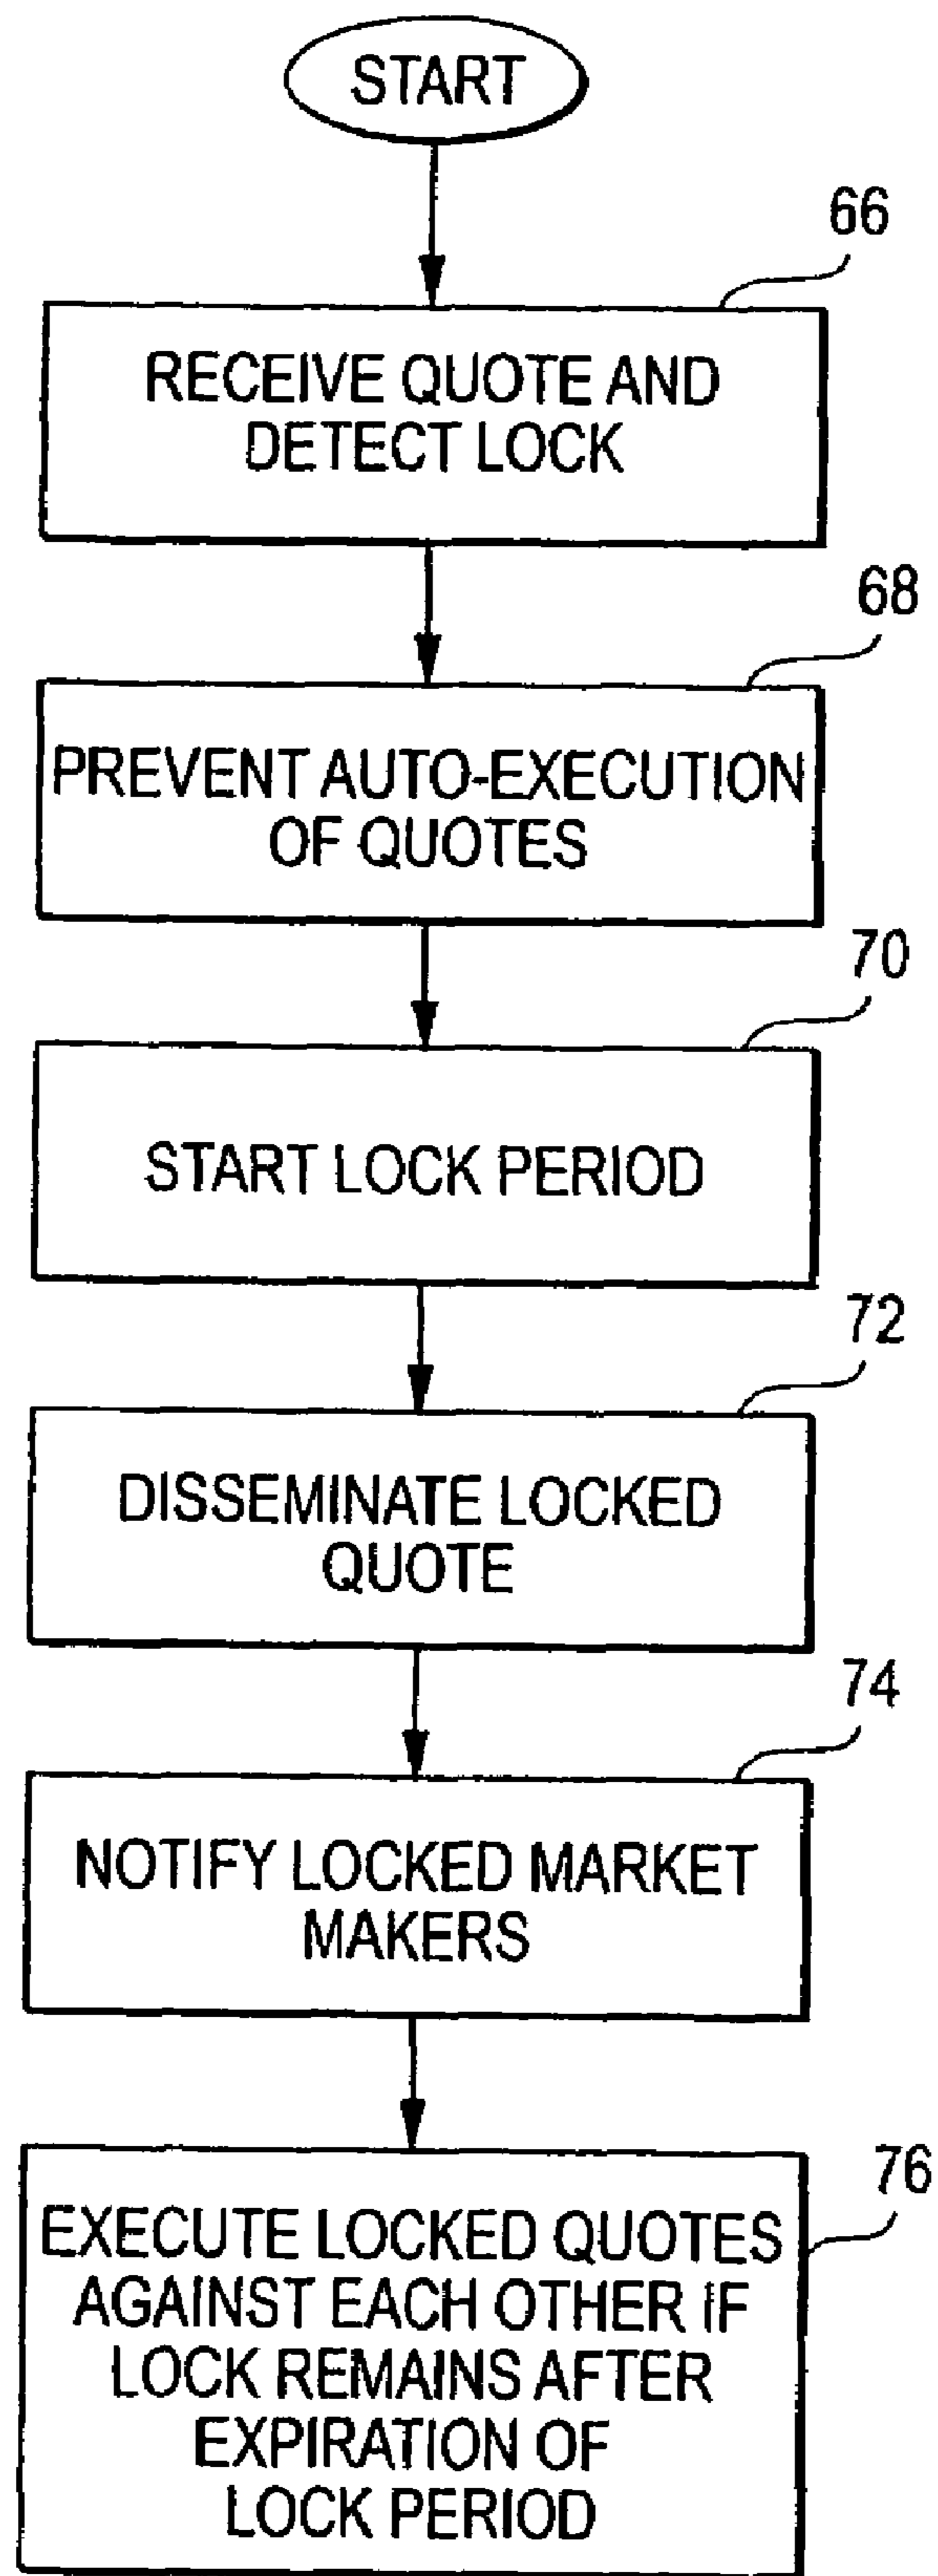 START
66
RECEIVE QUOTE AND
DETECT LOCK
68
PREVENT AUTO-EXECUTION
OF QUOTES
70
START LOCK PERIOD
72
DISSEMINATE LOCKED
QUOTE
74
NOTIFY LOCKED MARKET
MAKERS
76
EXECUTE LOCKED QUOTES
AGAINST EACH OTHER IF
LOCK REMAINS AFTER
EXPIRATION OF
LOCK PERIOD